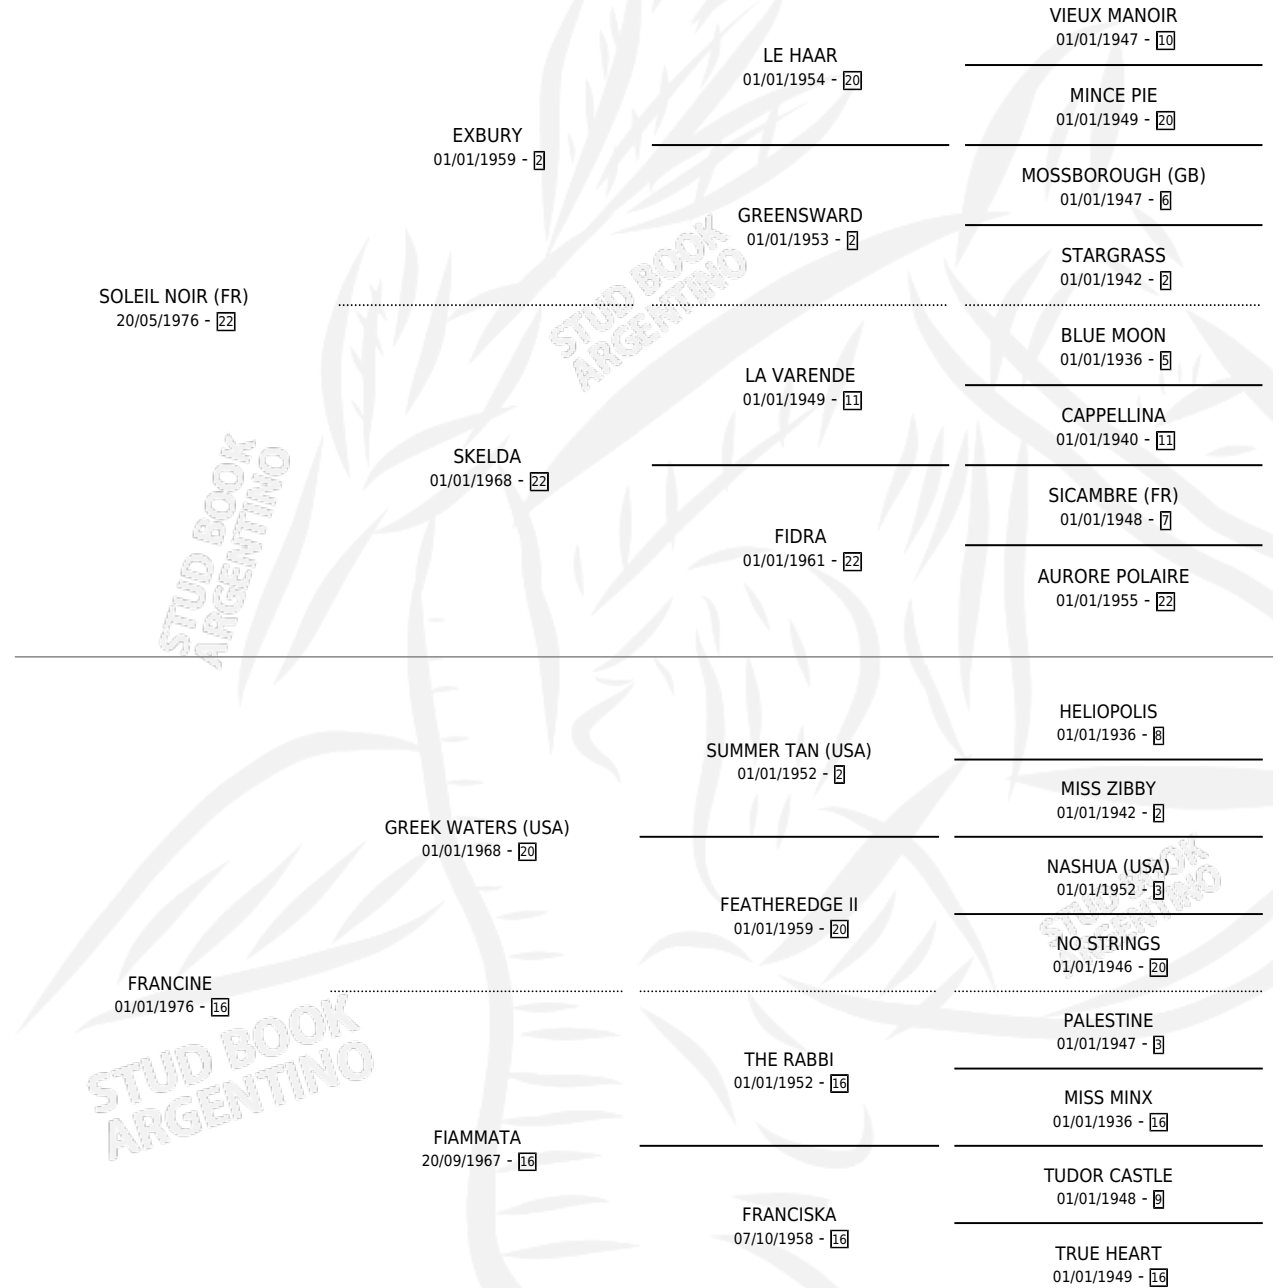 SOLEIL NOIR (FR)
20/05/1976 - 22
EXBURY
01/01/1959 - 2
SKELDA
01/01/1968 - 22
LE HAAR
01/01/1954 - 20
GREENSWARD
01/01/1953 - 2
LA VARENDE
01/01/1949 - 11
FIDRA
01/01/1961 - 22
VIEUX MANOIR
01/01/1947 - 10
MINCE PIE
01/01/1949 - 20
MOSSBOROUGH (GB)
01/01/1947 - 6
STARGRASS
01/01/1942 - 2
BLUE MOON
01/01/1936 - 5
CAPPELLINA
01/01/1940 - 11
SICAMBRE (FR)
01/01/1948 - 7
AURORE POLAIRE
01/01/1955 - 22
FRANCINE
01/01/1976 - 16
GREEK WATERS (USA)
01/01/1968 - 20
FIAMMATA
20/09/1967 - 16
SUMMER TAN (USA)
01/01/1952 - 2
FEATHEREDGE II
01/01/1959 - 20
THE RABBI
01/01/1952 - 16
FRANCISKA
07/10/1958 - 16
HELIOPOLIS
01/01/1936 - 8
MISS ZIBBY
01/01/1942 - 2
NASHUA (USA)
01/01/1952 - 3
NO STRINGS
01/01/1946 - 20
PALESTINE
01/01/1947 - 3
MISS MINX
01/01/1936 - 16
TUDOR CASTLE
01/01/1948 - 9
TRUE HEART
01/01/1949 - 16
STUD BOOK
ARGENTINO
STUD BOOK
ARGENTINO
STUD BOOK
ARGENTINO
STUD BOOK
ARGENTINO